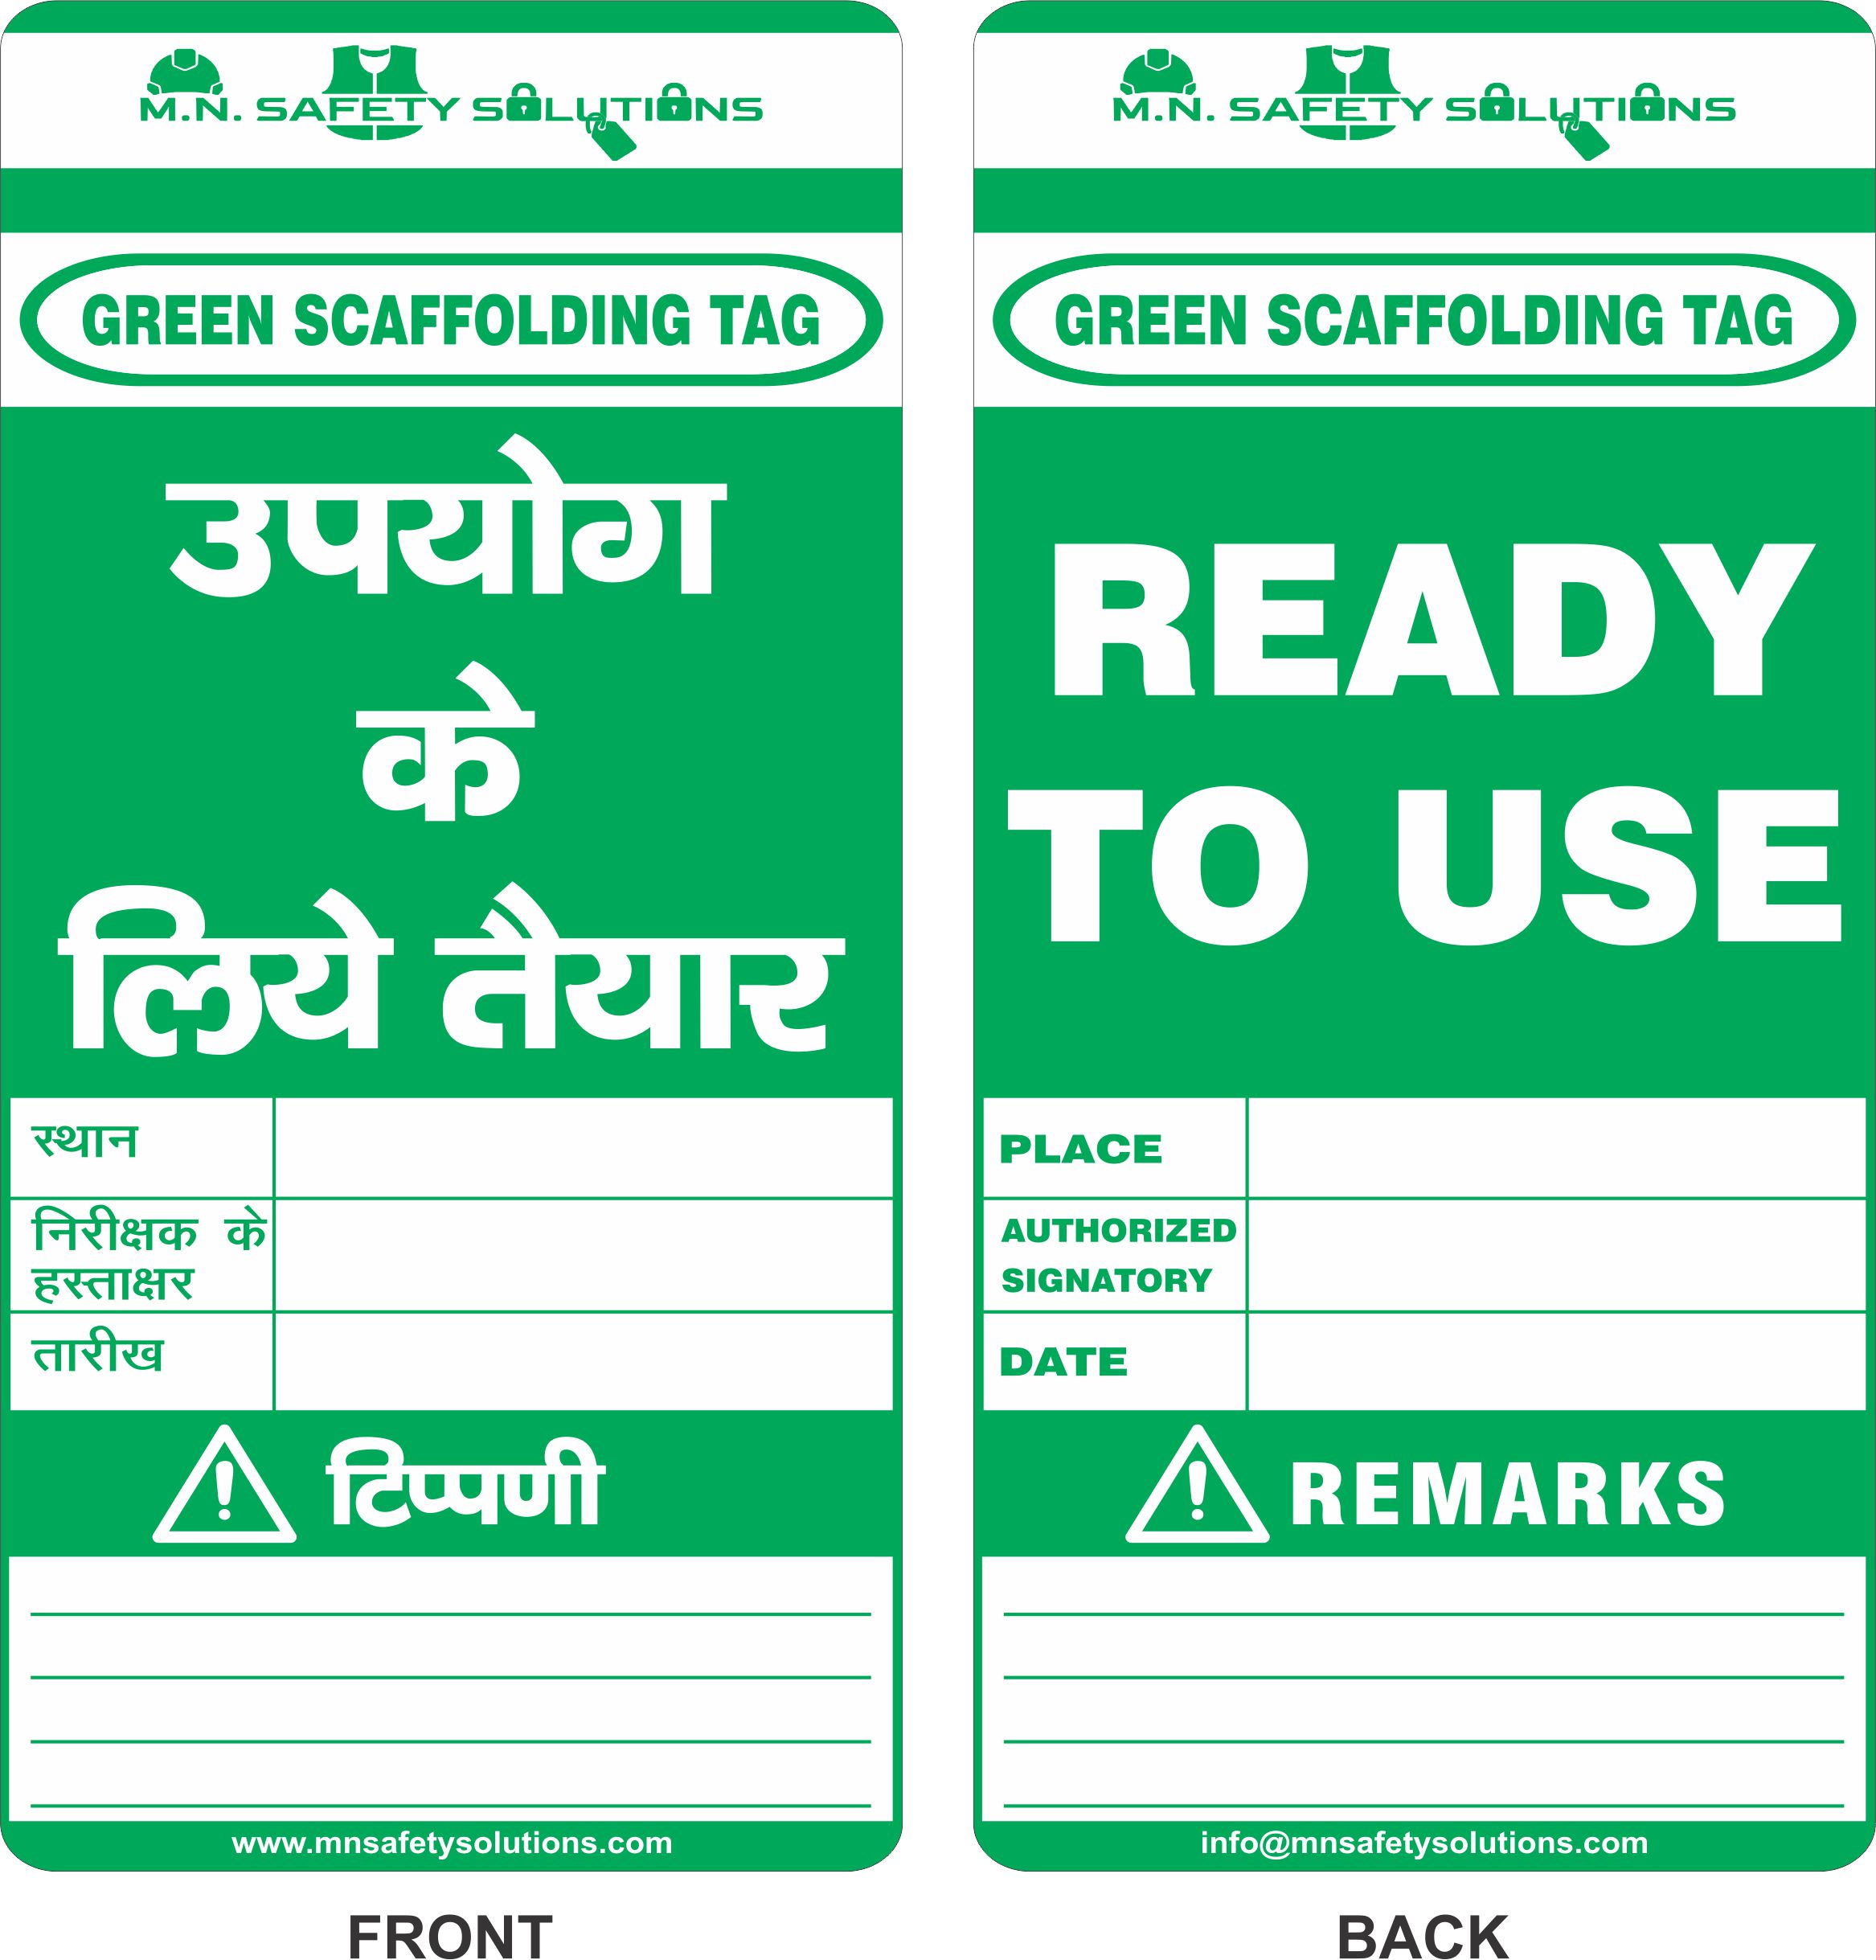 M.N. SAFETY SOLUTIONS
GREEN SCAFFOLDING TAG
उपयोग
के
लिये तैयार
स्थान
निरीक्षक के
हस्ताक्षर
तारीख
टिप्पणी
www.mnsafetysolutions.com
FRONT
M.N. SAFETY SOLUTIONS
GREEN SCAFFOLDING TAG
READY
TO USE
PLACE
AUTHORIZED
SIGNATORY
DATE
REMARKS
info@mnsafetysolutions.com
BACK